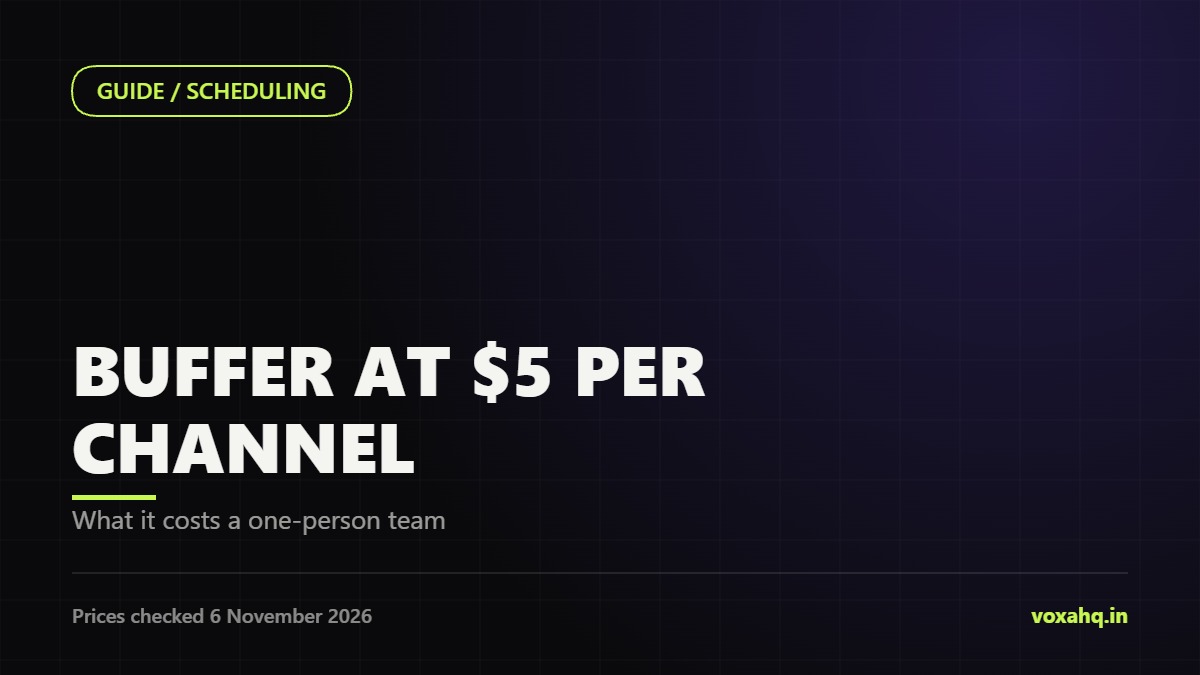 GUIDE / SCHEDULING
BUFFER AT $5 PER
CHANNEL
What it costs a one-person team
Prices checked 6 November 2026
voxahq.in